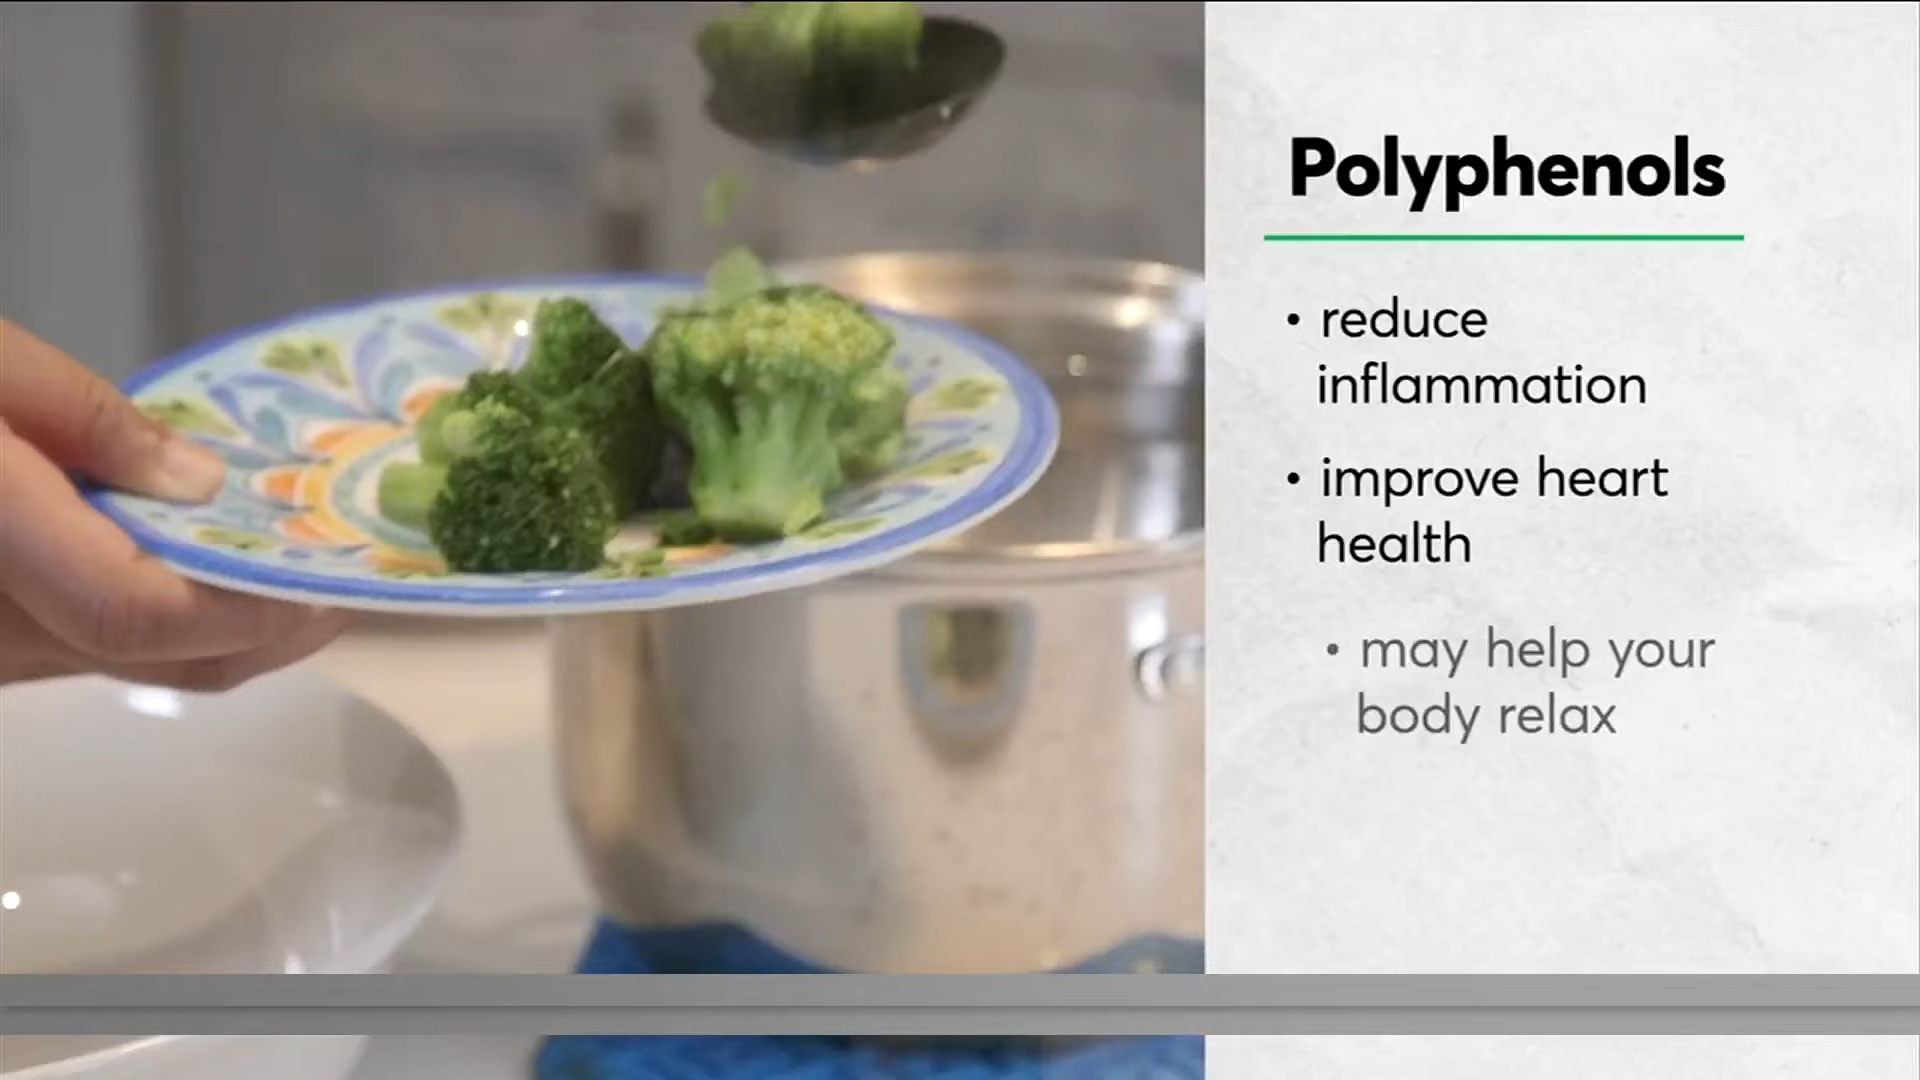 Polyphenols
• reduce
inflammation
• improve heart
health
• may help your
body relax